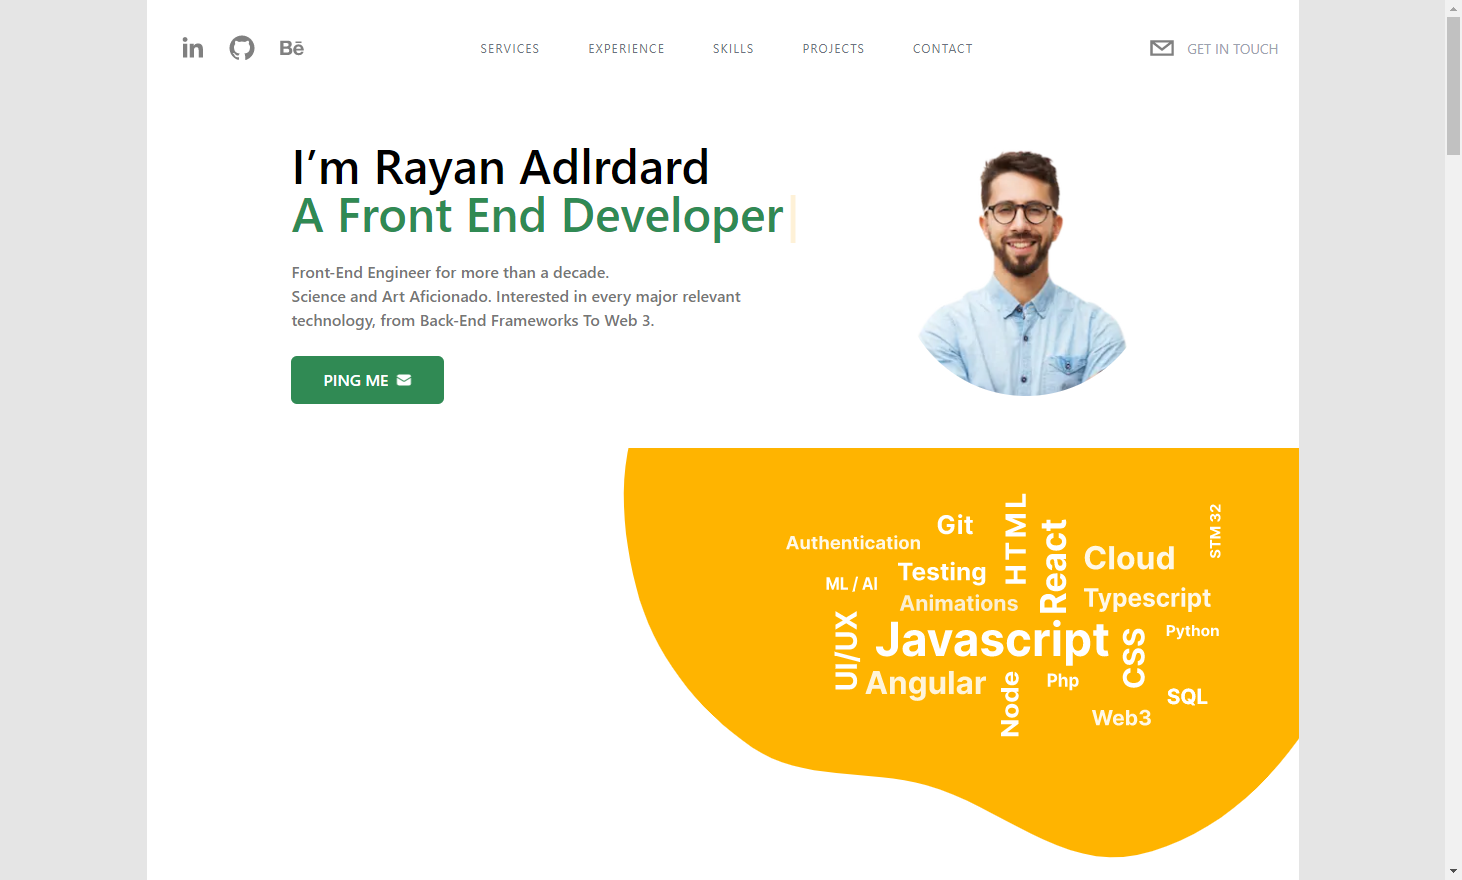 in
Bē
SERVICES
EXPERIENCE
SKILLS
PROJECTS
CONTACT
GET IN TOUCH
I’m Rayan Adlrdard
A Front End Developer
Front-End Engineer for more than a decade.
Science and Art Aficionado. Interested in every major relevant
technology, from Back-End Frameworks To Web 3.
PING ME
Authentication
Git
HTML
React
Cloud
STM 32
ML / AI
Testing
Animations
Typescript
UI/UX
Javascript
CSS
Python
Angular
Node
Php
SQL
Web3